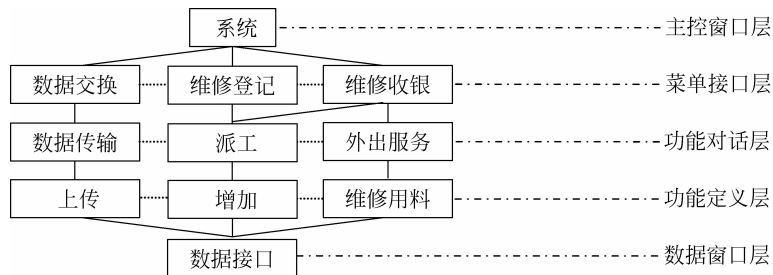 系统 主控窗口层
数据交换 维修登记 维修收银 菜单接口层
数据传输 派工 外出服务 功能对话层
上传 增加 维修用料 功能定义层
数据接口 数据窗口层